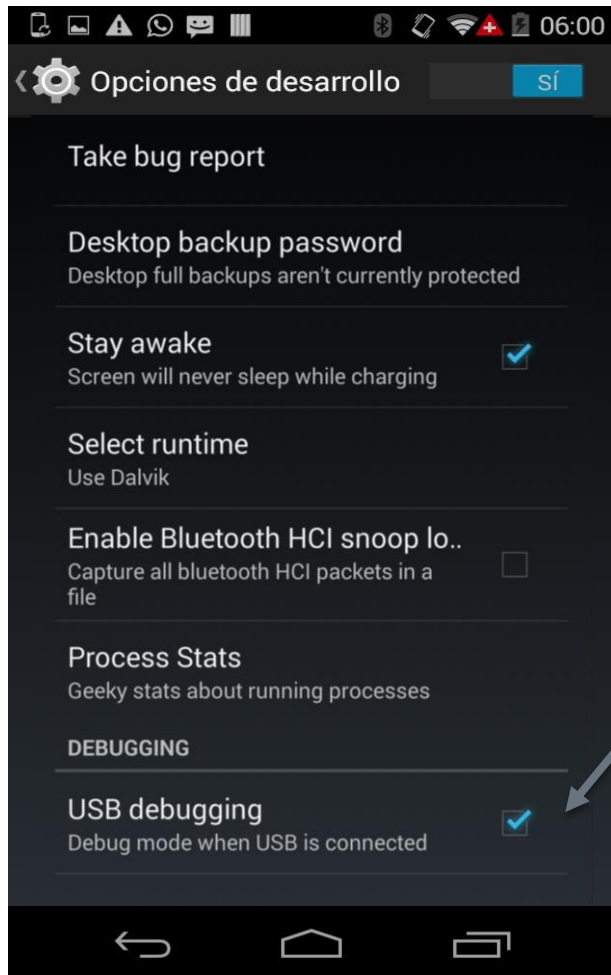 06:00
Opciones de desarrollo
SÍ
Take bug report
Desktop backup password
Desktop full backups aren't currently protected
Stay awake
Screen will never sleep while charging
Select runtime
Use Dalvik
Enable Bluetooth HCI snoop lo..
Capture all bluetooth HCI packets in a
file
Process Stats
Geeky stats about running processes
DEBUGGING
USB debugging
Debug mode when USB is connected